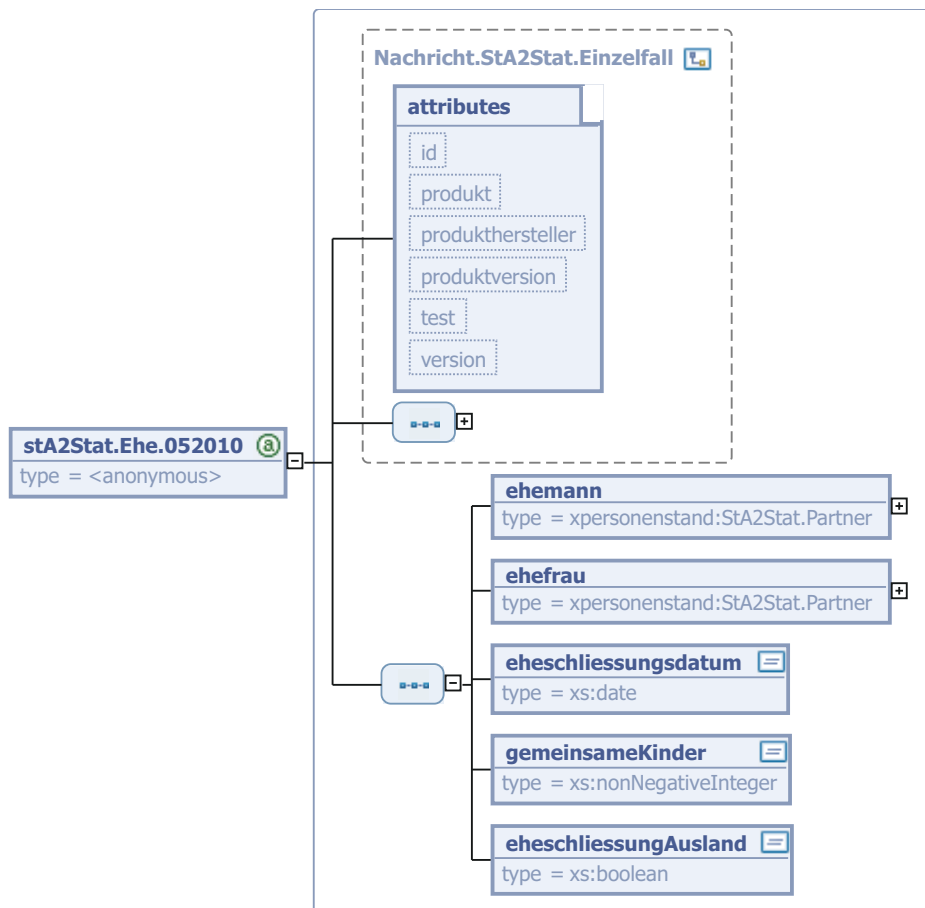 Nachricht.StA2Stat.Einzelfall
attributes
id
produkt
produkthersteller
produktversion
test
version
stA2Stat.Ehe.052010
type = <anonymous>
ehemann
type = xpersonenstand:StA2Stat.Partner
ehefrau
type = xpersonenstand:StA2Stat.Partner
eheschliessungsdatum
type = xs:date
gemeinsameKinder
type = xs:nonNegativeInteger
eheschliessungAusland
type = xs:boolean